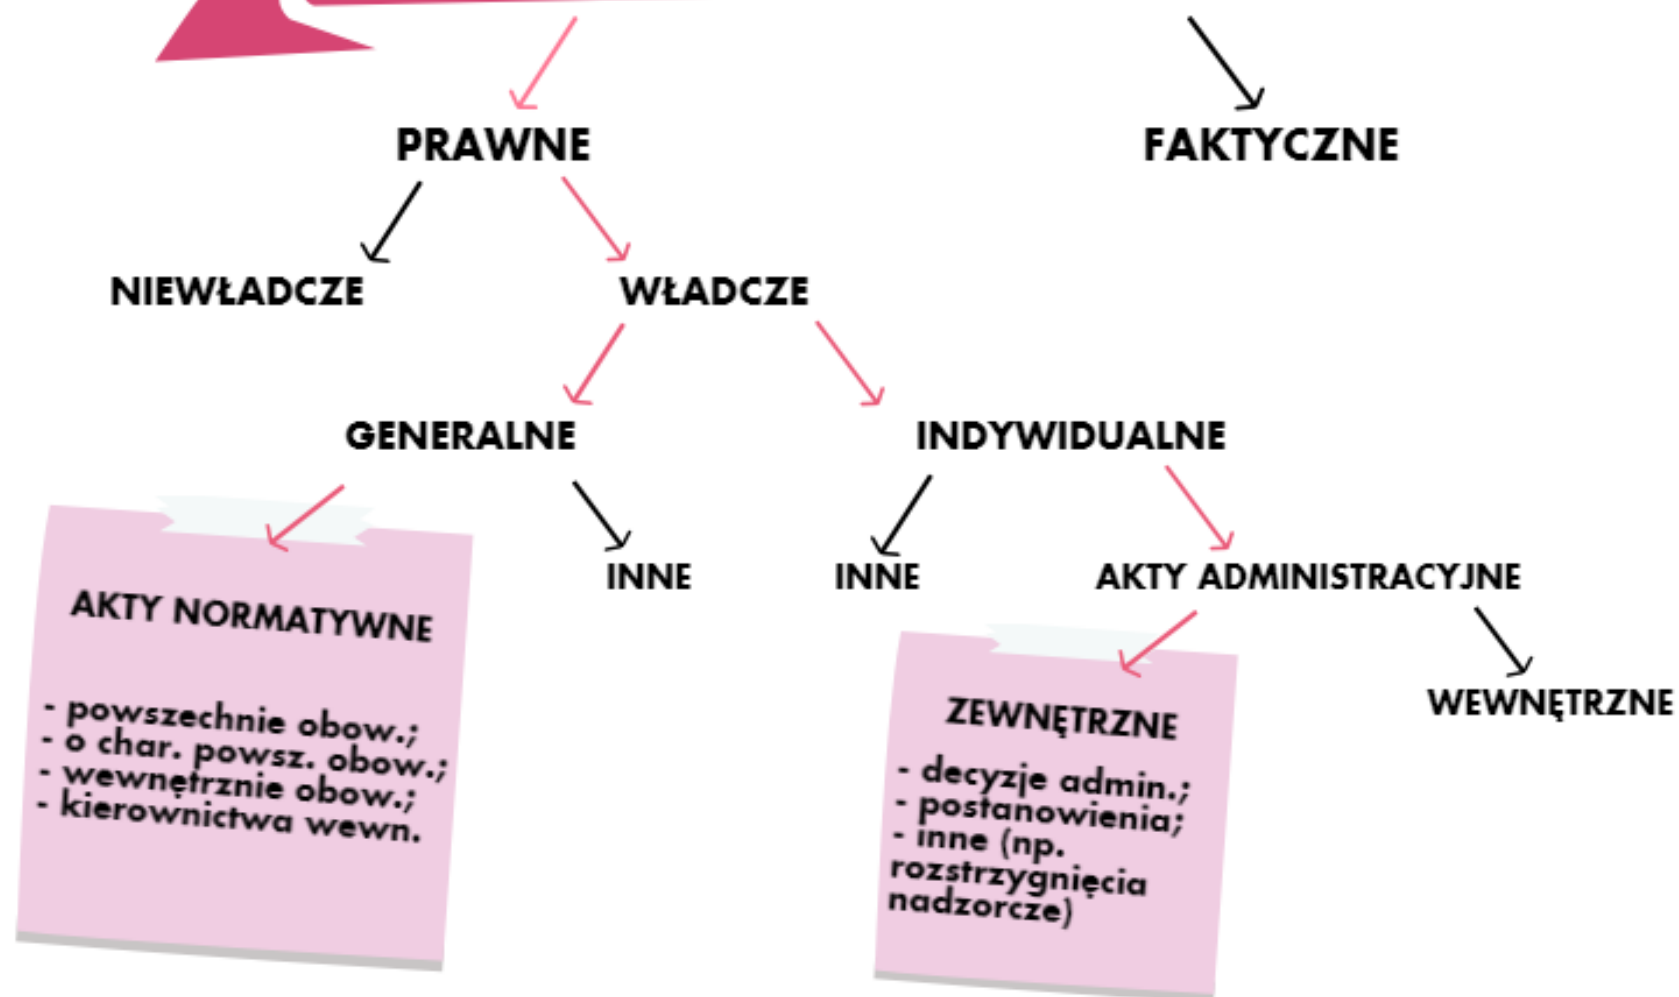 PRAWNE
FAKTYCZNE
NIEWŁADCZE
WŁADCZE
GENERALNE
INDYWIDUALNE
INNE
INNE
AKTY ADMINISTRACYJNE
AKTY NORMATYWNE
- powszechnie obow.;
- o char. powsz. obow.;
- wewnętrznie obow.;
- kierownictwa wewn.
ZEWNĘTRZNE
- decyzje admin.;
- postanowienia;
- inne (np.
rozstrzygnięcia
nadzorcze)
WEWNĘTRZNE